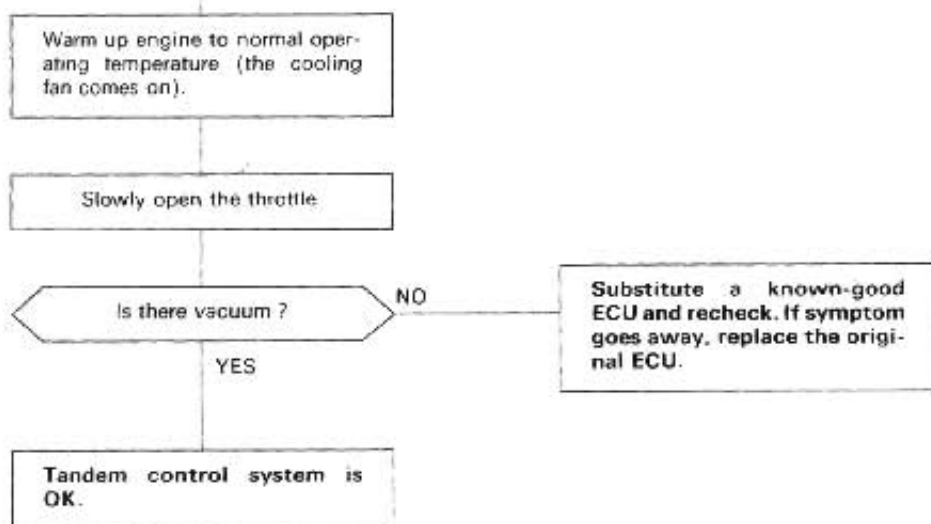 Warm up engine to normal oper-
ating temperature (the cooling
fan comes on).
Slowly open the throttle
Is there vacuum ?
NO
Substitute a known-good
ECU and recheck. If symptom
goes away, replace the origi-
nal ECU.
YES
Tandem control system is
OK.